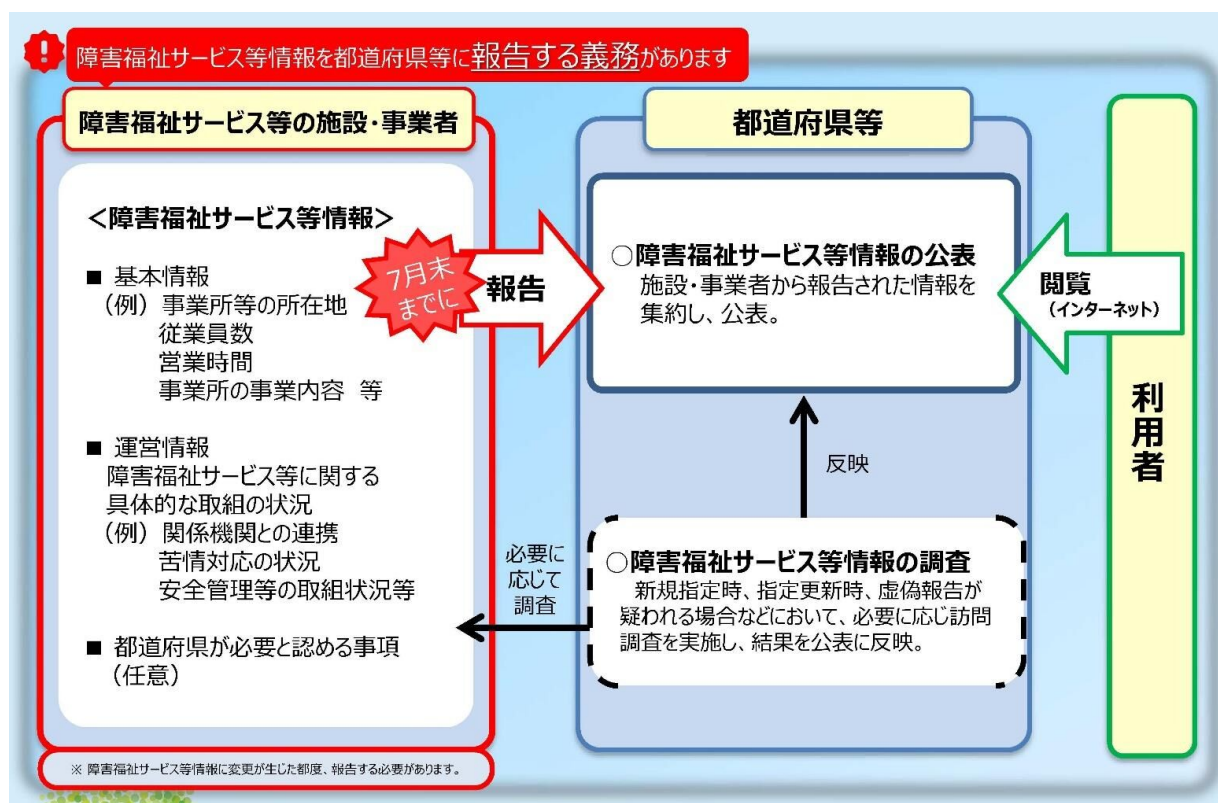 障害福祉サービス等情報を都道府県等に報告する義務があります
障害福祉サービス等の施設・事業者
＜障害福祉サービス等情報＞
■ 基本情報
（例）事業所等の所在地
従業員数
営業時間
事業所の事業内容 等
■ 運営情報
障害福祉サービス等に関する
具体的な取組の状況
（例）関係機関との連携
苦情対応の状況
安全管理等の取組状況等
■ 都道府県が必要と認める事項
（任意）
※ 障害福祉サービス等情報に変更が生じた都度、報告する必要があります。
7月末
までに
報告
必要に
応じて
調査
都道府県等
○障害福祉サービス等情報の公表
施設・事業者から報告された情報を
集約し、公表。
反映
○障害福祉サービス等情報の調査
新規指定時、指定更新時、虚偽報告が
疑われる場合などにおいて、必要に応じ訪問
調査を実施し、結果を公表に反映。
閲覧
（インターネット）
利用者